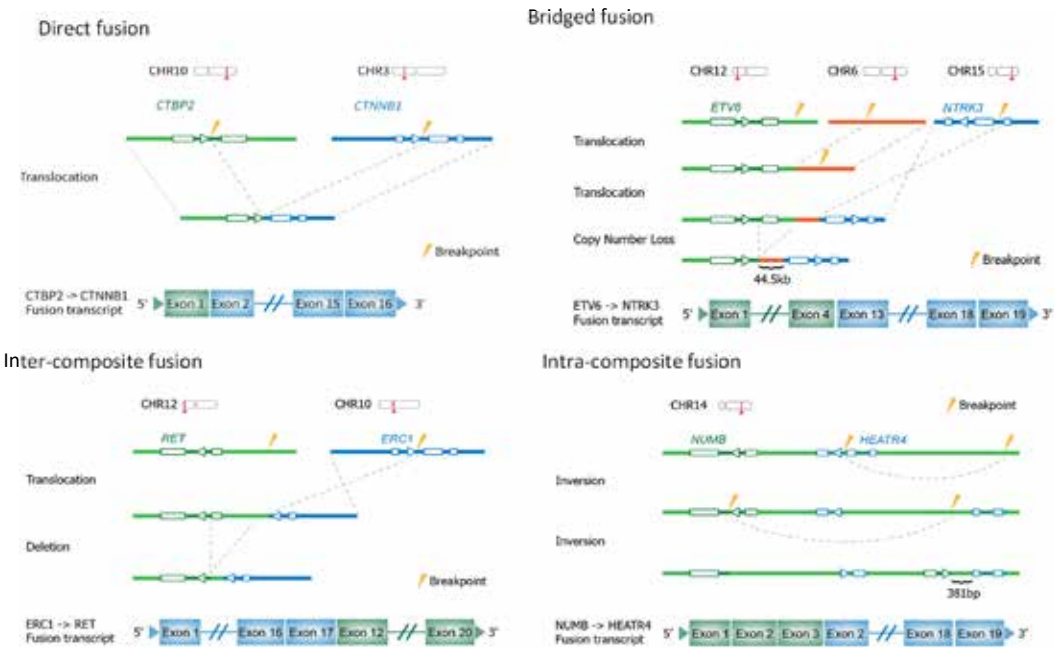 Direct fusion
CHR10 CHR3
CTBP2 CTNNB1
Translocation
Breakpoint
CTBP2 -> CTNNB1
Fusion transcript
5' Exon 1 Exon 2 Exon 15 Exon 16 3'
Bridged fusion
CHR12 CHR6 CHR15
ETV6 NTRK3
Translocation
Translocation
Copy Number Loss
Breakpoint
44.5kb
ETV6 -> NTRK3
Fusion transcript
5' Exon 1 Exon 4 Exon 13 Exon 18 Exon 19 3'
Inter-composite fusion
CHR12 CHR10
RET ERC1
Translocation
Deletion
Breakpoint
ERC1 -> RET
Fusion transcript
5' Exon 1 Exon 16 Exon 17 Exon 12 Exon 20 3'
Intra-composite fusion
CHR14
Breakpoint
NUMB HEATR4
Inversion
Inversion
381bp
NUMB -> HEATR4
Fusion transcript
5' Exon 1 Exon 2 Exon 3 Exon 2 Exon 18 Exon 19 3'